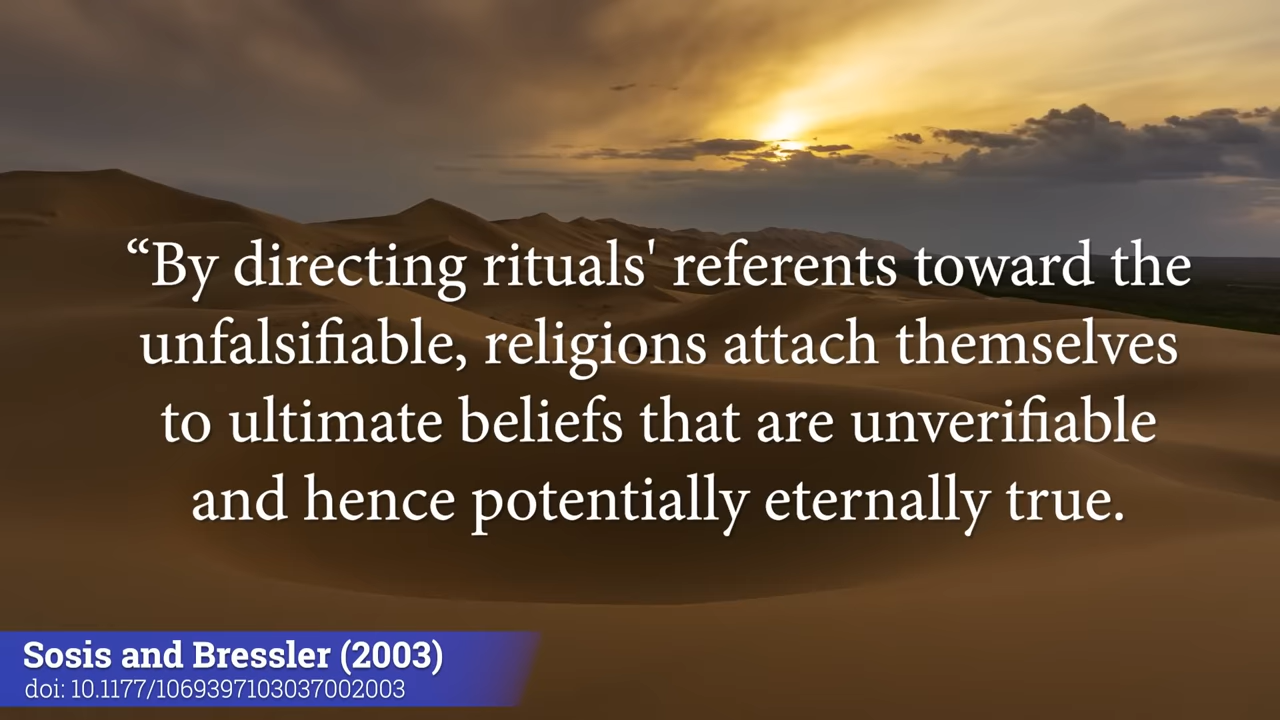 “By directing rituals' referents toward the
unfalsifiable, religions attach themselves
to ultimate beliefs that are unverifiable
and hence potentially eternally true.
Sosis and Bressler (2003)
doi: 10.1177/1069397103037002003